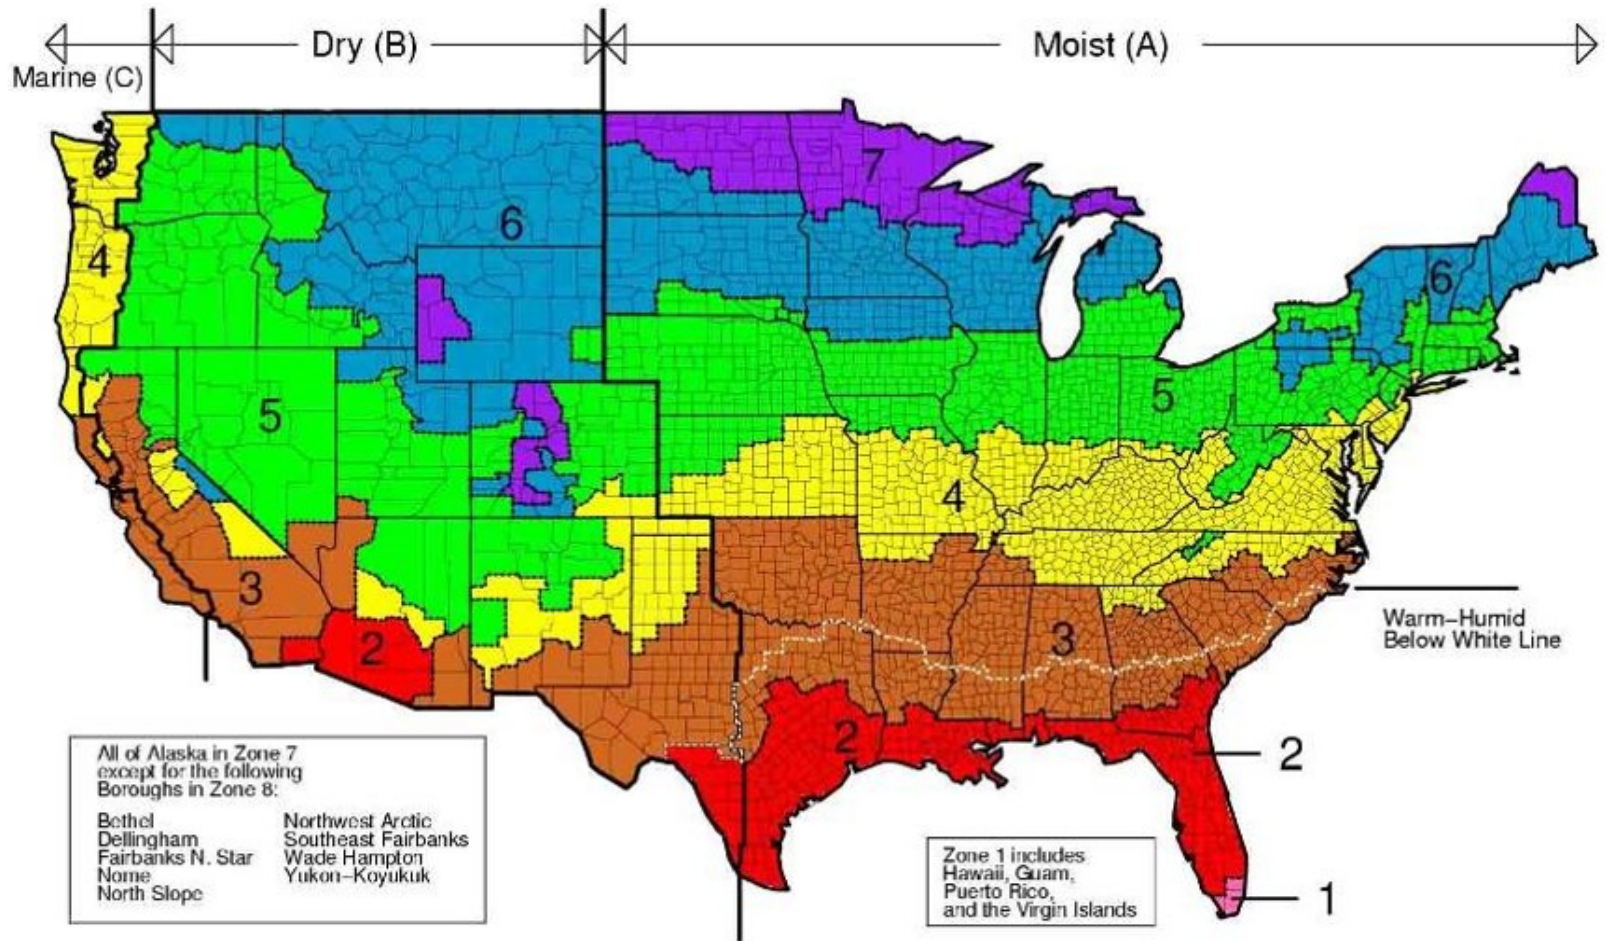 Dry (B)
Moist (A)
Marine (C)
7
6
6
4
5
5
4
3
3
2
2
Warm-Humid
Below White Line
2
1
All of Alaska in Zone 7
except for the following
Boroughs in Zone 8:
Bethel
Dellingham
Fairbanks N. Star
Nome
North Slope
Northwest Arctic
Southeast Fairbanks
Wade Hampton
Yukon-Koyukuk
Zone 1 includes
Hawaii, Guam,
Puerto Rico,
and the Virgin Islands